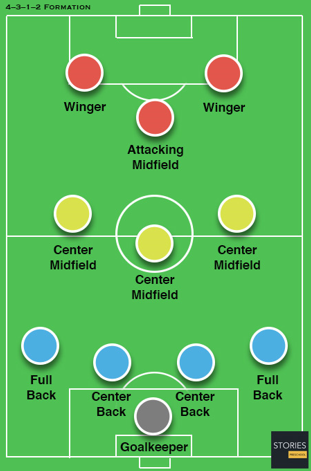 4-3-1-2 Formation
Winger
Winger
Attacking
Midfield
Center
Midfield
Center
Midfield
Center
Midfield
Full
Back
Center
Back
Center
Back
Full
Back
Goalkeeper
STORIES